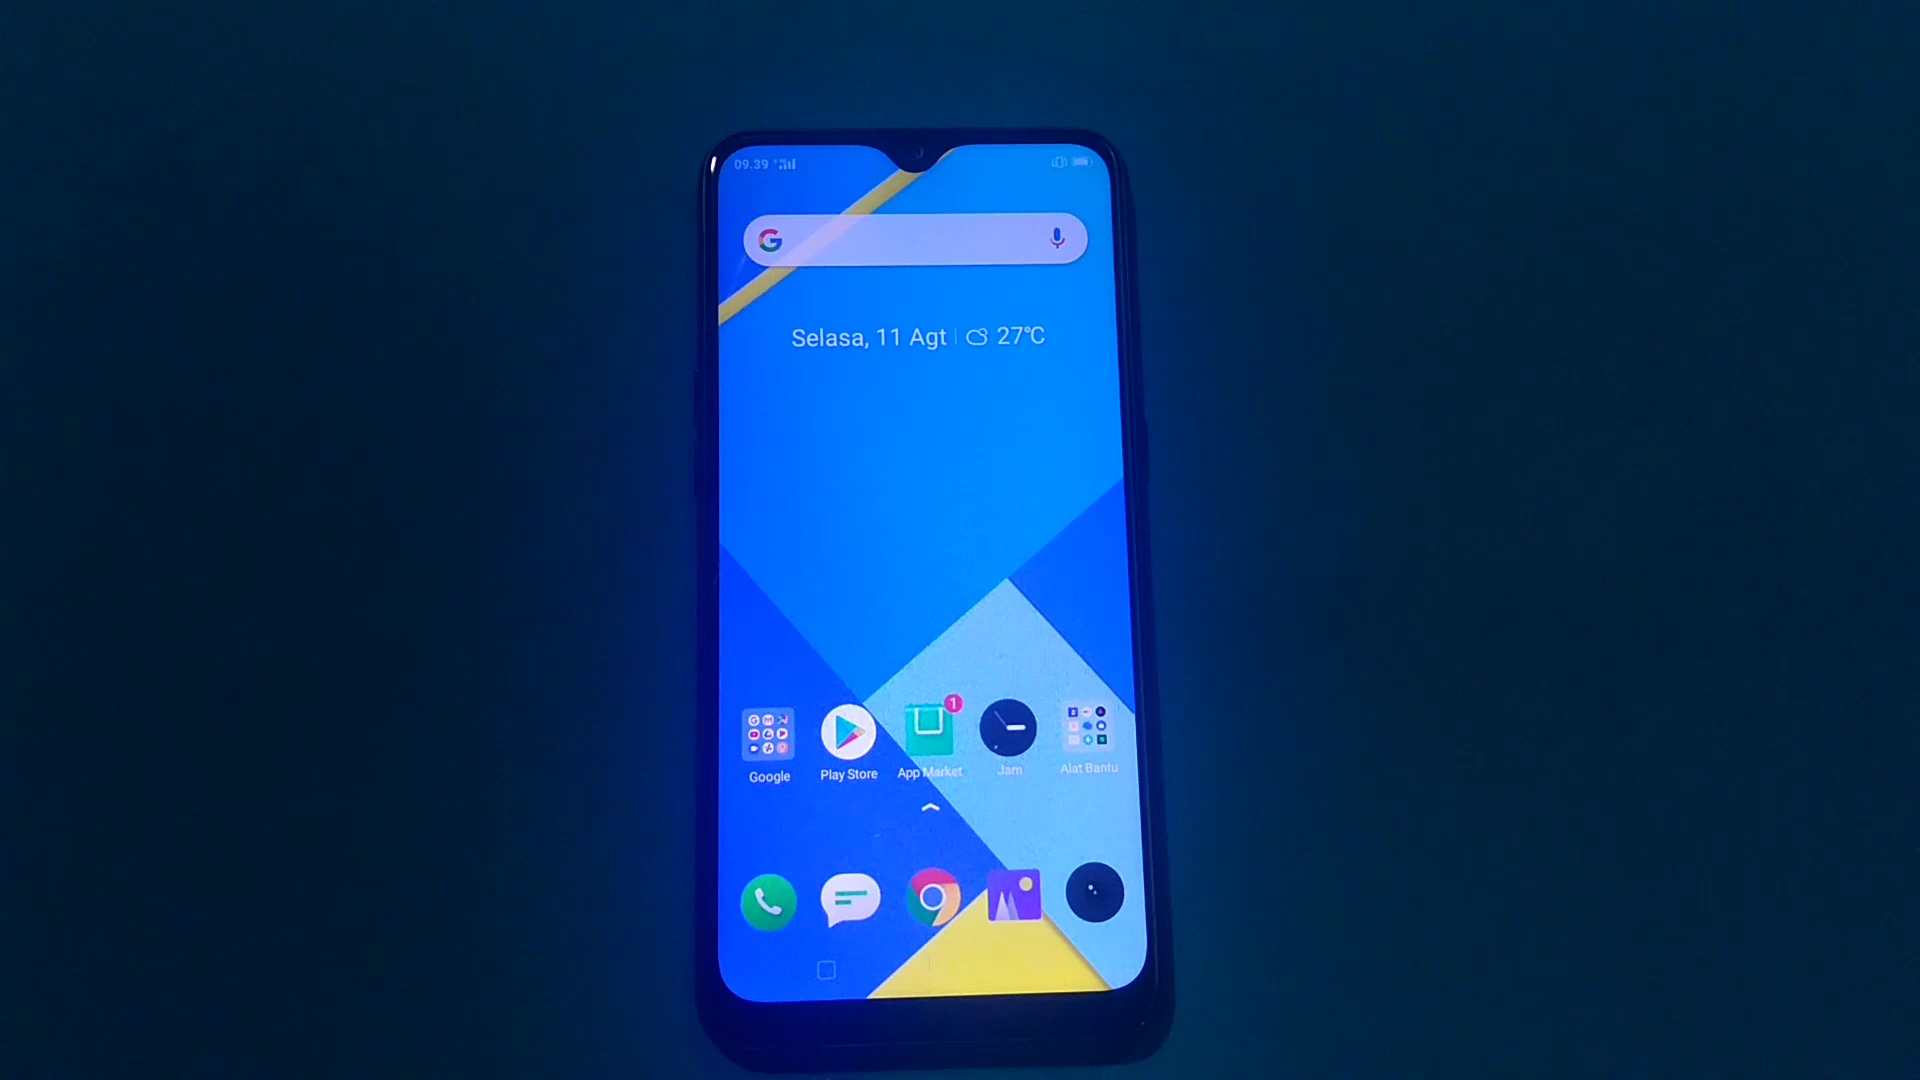 09.39
Selasa, 11 Agt 27°C
1
Google Play Store App Market Jam Alat Bantu